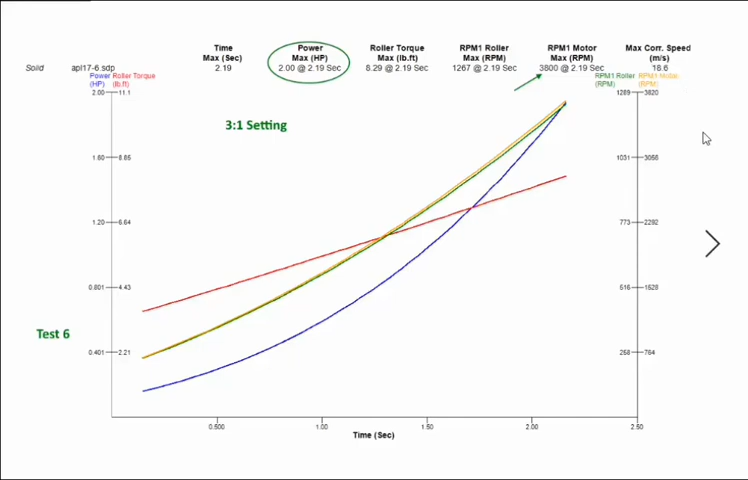 Time Power Roller Torque RPM1 Roller RPM1 Motor Max Corr. Speed
Max (Sec) Max (HP) Max (lb.ft) Max (RPM) Max (RPM) (m/s)
Solid apl17-6.sdp 2.19 2.00 @ 2.19 Sec 8.29 @ 2.19 Sec 1267 @ 2.19 Sec 3800 @ 2.19 Sec 18.6
Power Roller Torque RPM1 Roller RPM1 Motor
(HP) (lb.ft) (RPM) (RPM)
2.00 11.1 1289 3820
3:1 Setting
1.60 8.85 1031 3056
1.20 6.64 773 2292
0.801 4.43 516 1528
Test 6
0.401 2.21 258 764
0.500 1.00 1.50 2.00 2.50
Time (Sec)